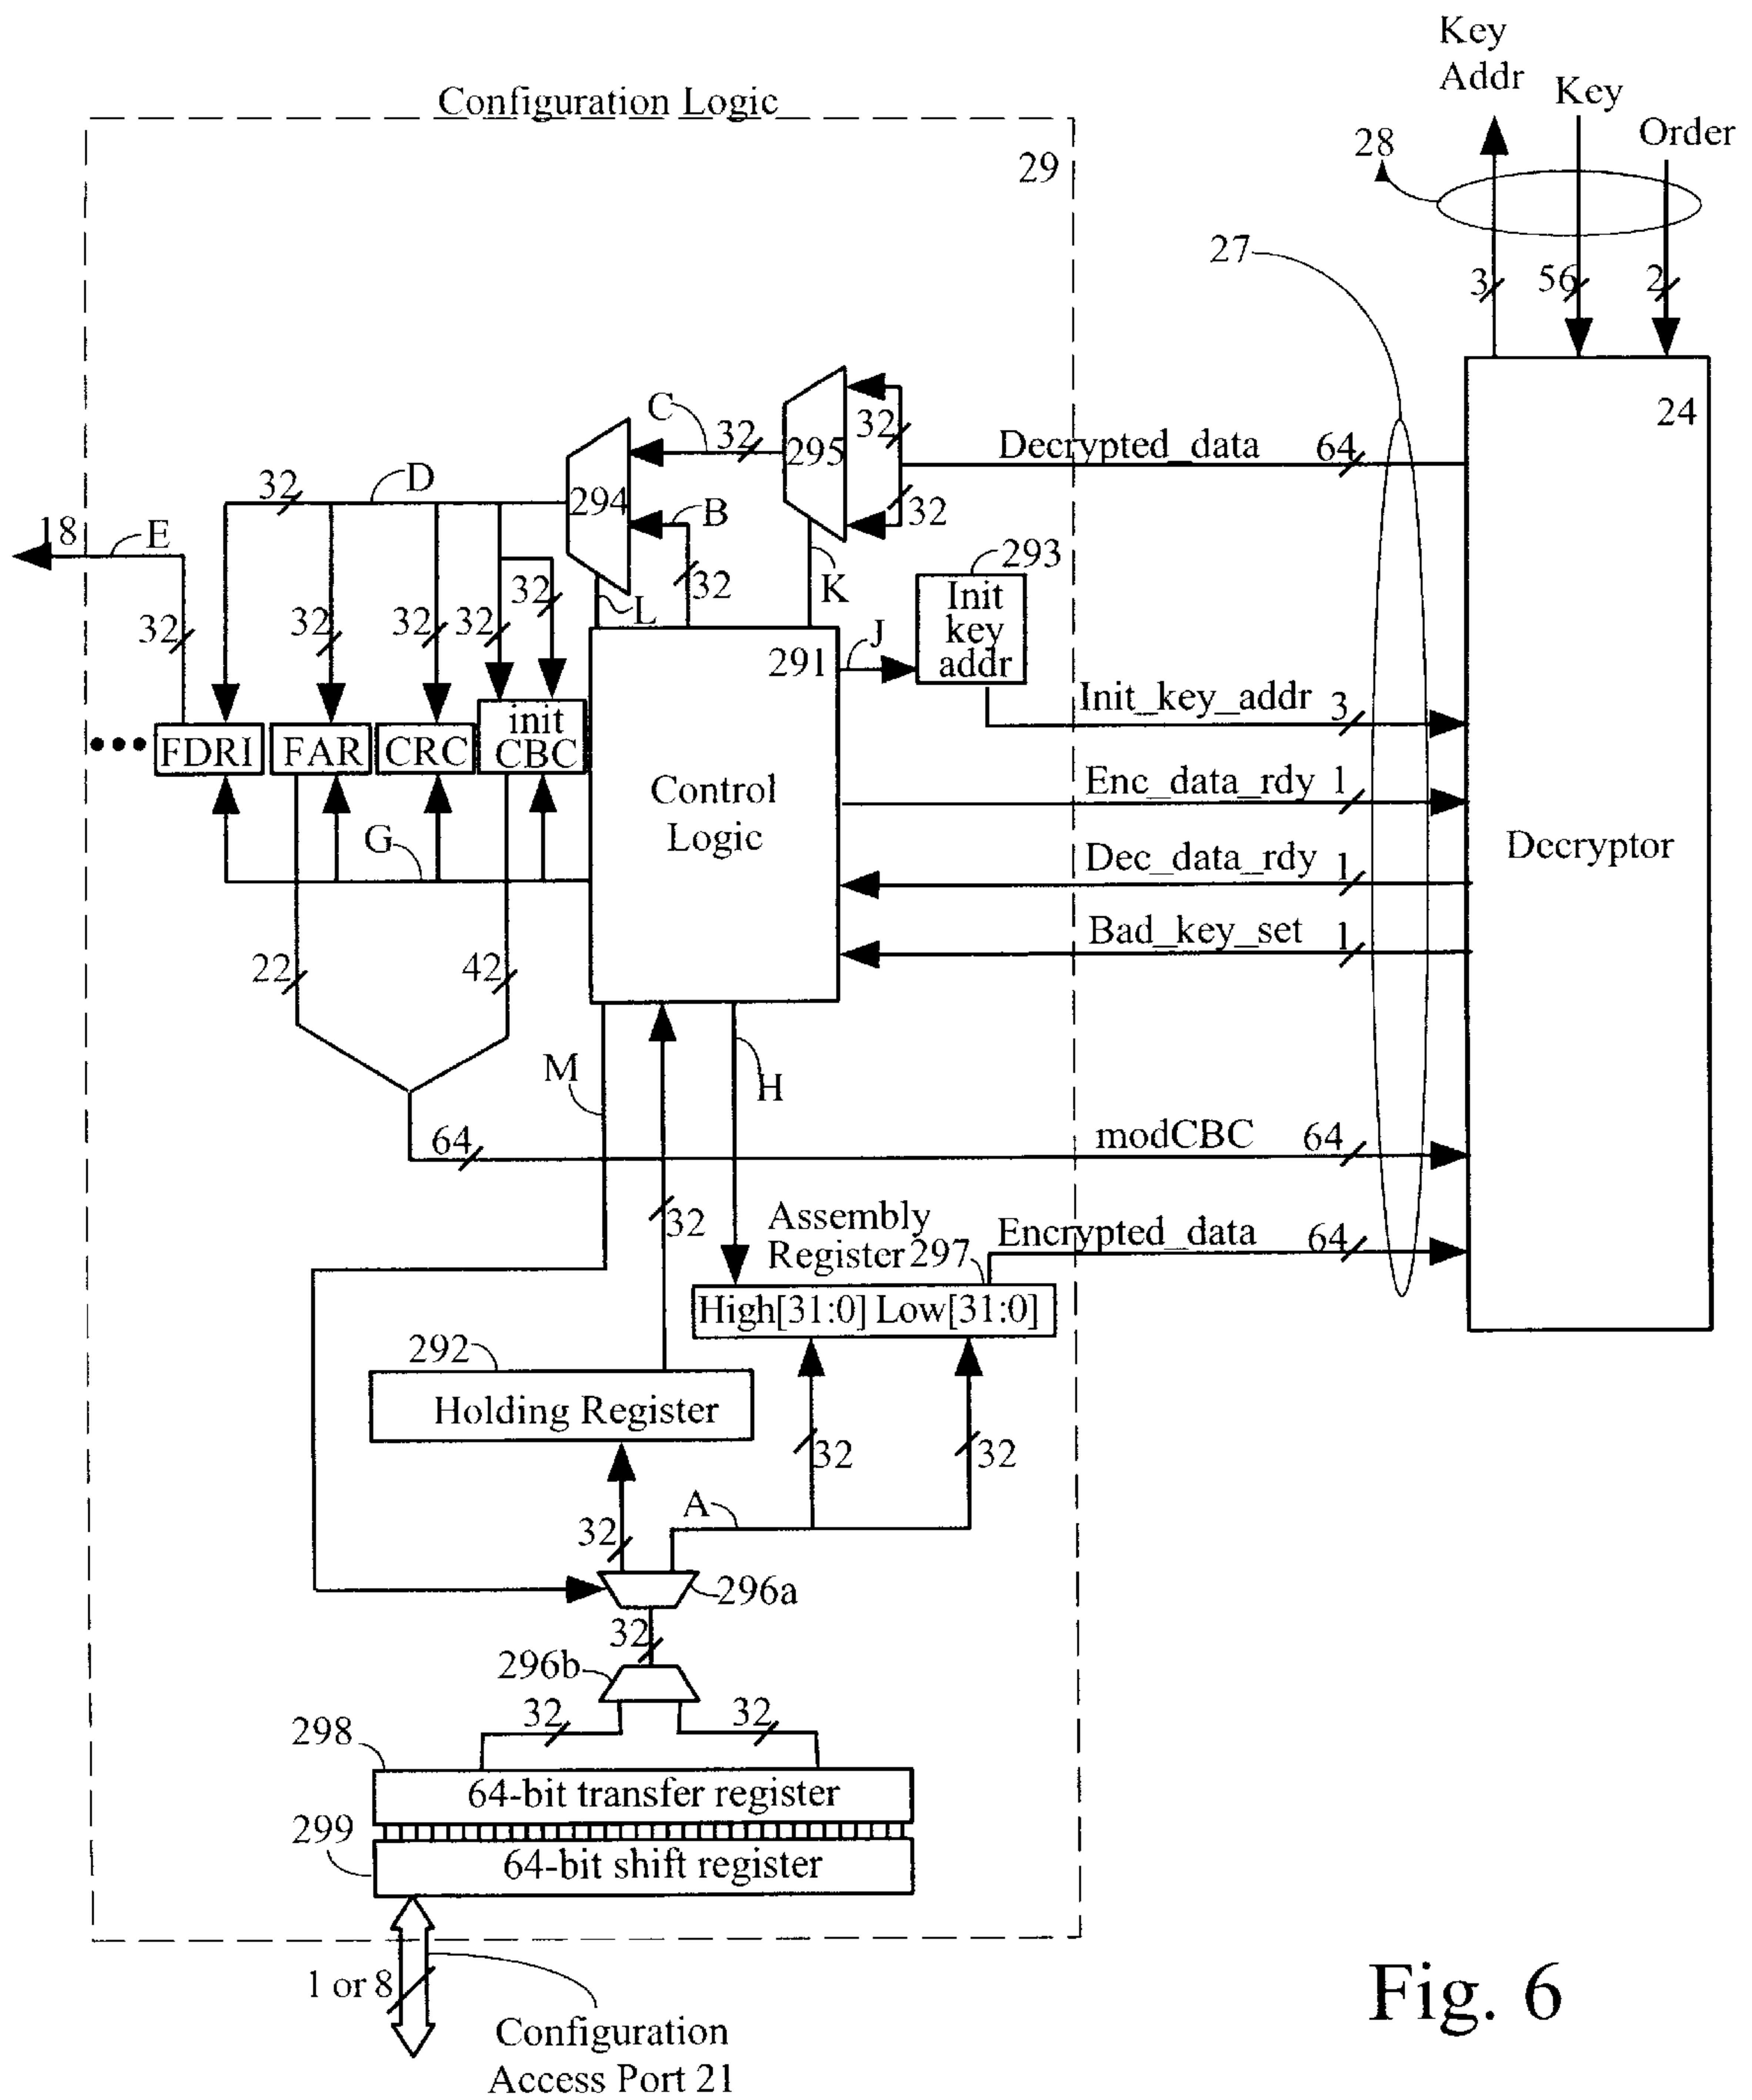 Key
Addr
Key
Order
Configuration Logic
29
28
27
3
56
2
24
C
32
295
32
Decrypted_data
64
32
D
294
B
32
18
E
293
32
L
32
K
Init
key
addr
32
32
32
32
32
291
J
Init_key_addr
3
init
CBC
FDRI
FAR
CRC
Control
Logic
Enc_data_rdy
1
Decryptor
G
Dec_data_rdy
1
Bad_key_set
1
22
42
M
H
modCBC
64
64
32
Assembly
Register
297
Encrypted_data
64
High[31:0] Low[31:0]
292
Holding Register
32
32
A
32
296a
32
296b
32
32
298
64-bit transfer register
299
64-bit shift register
1 or 8
Configuration
Access Port 21
Fig. 6